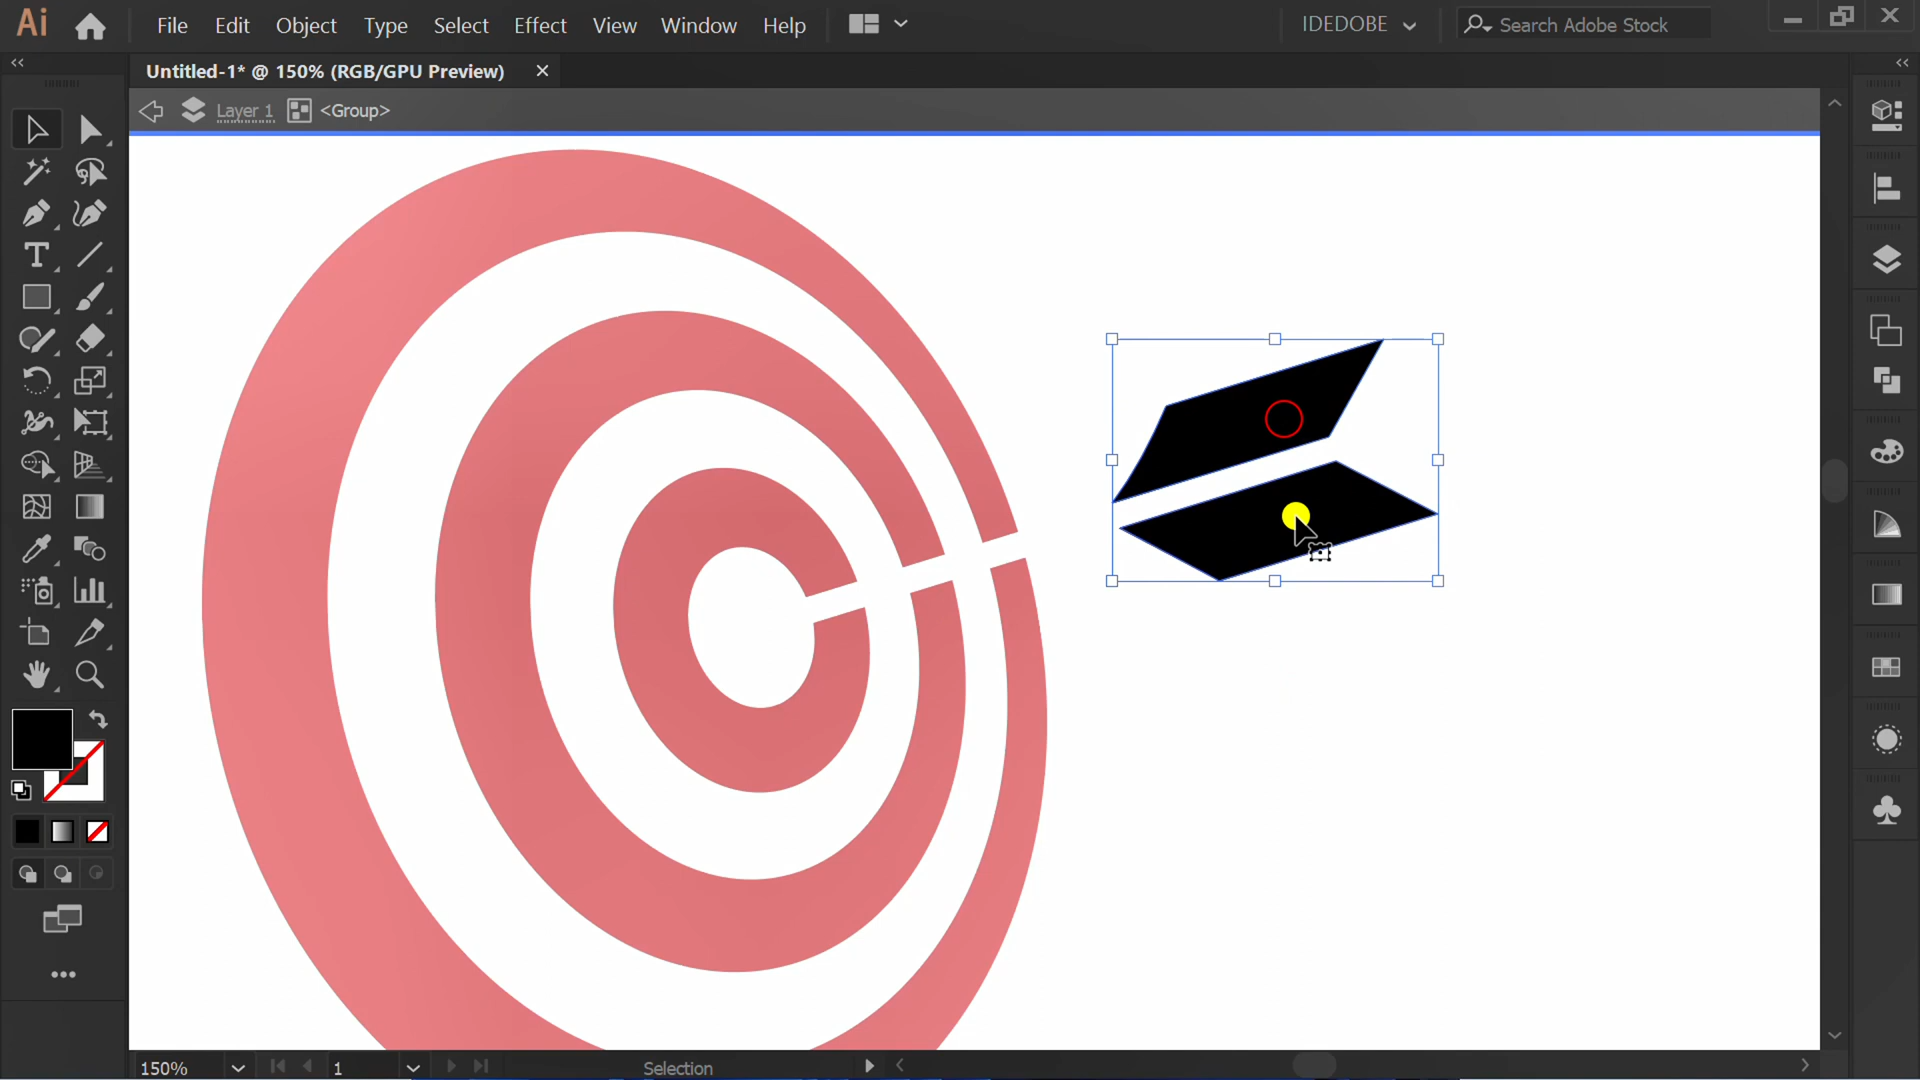 Ai File Edit Object Type Select Effect View Window Help IDEDOBE Search Adobe Stock
Untitled-1* @ 150% (RGB/GPU Preview)
Layer 1 <Group>
150% 1 Selection